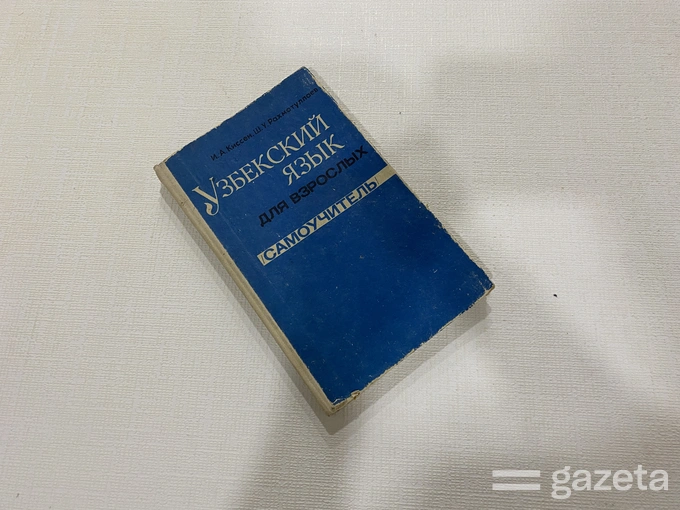 И.А.Киссен, Ш.У.Рахматуллаев
Узбекский
язык
для взрослых
САМОУЧИТЕЛЬ
gazeta